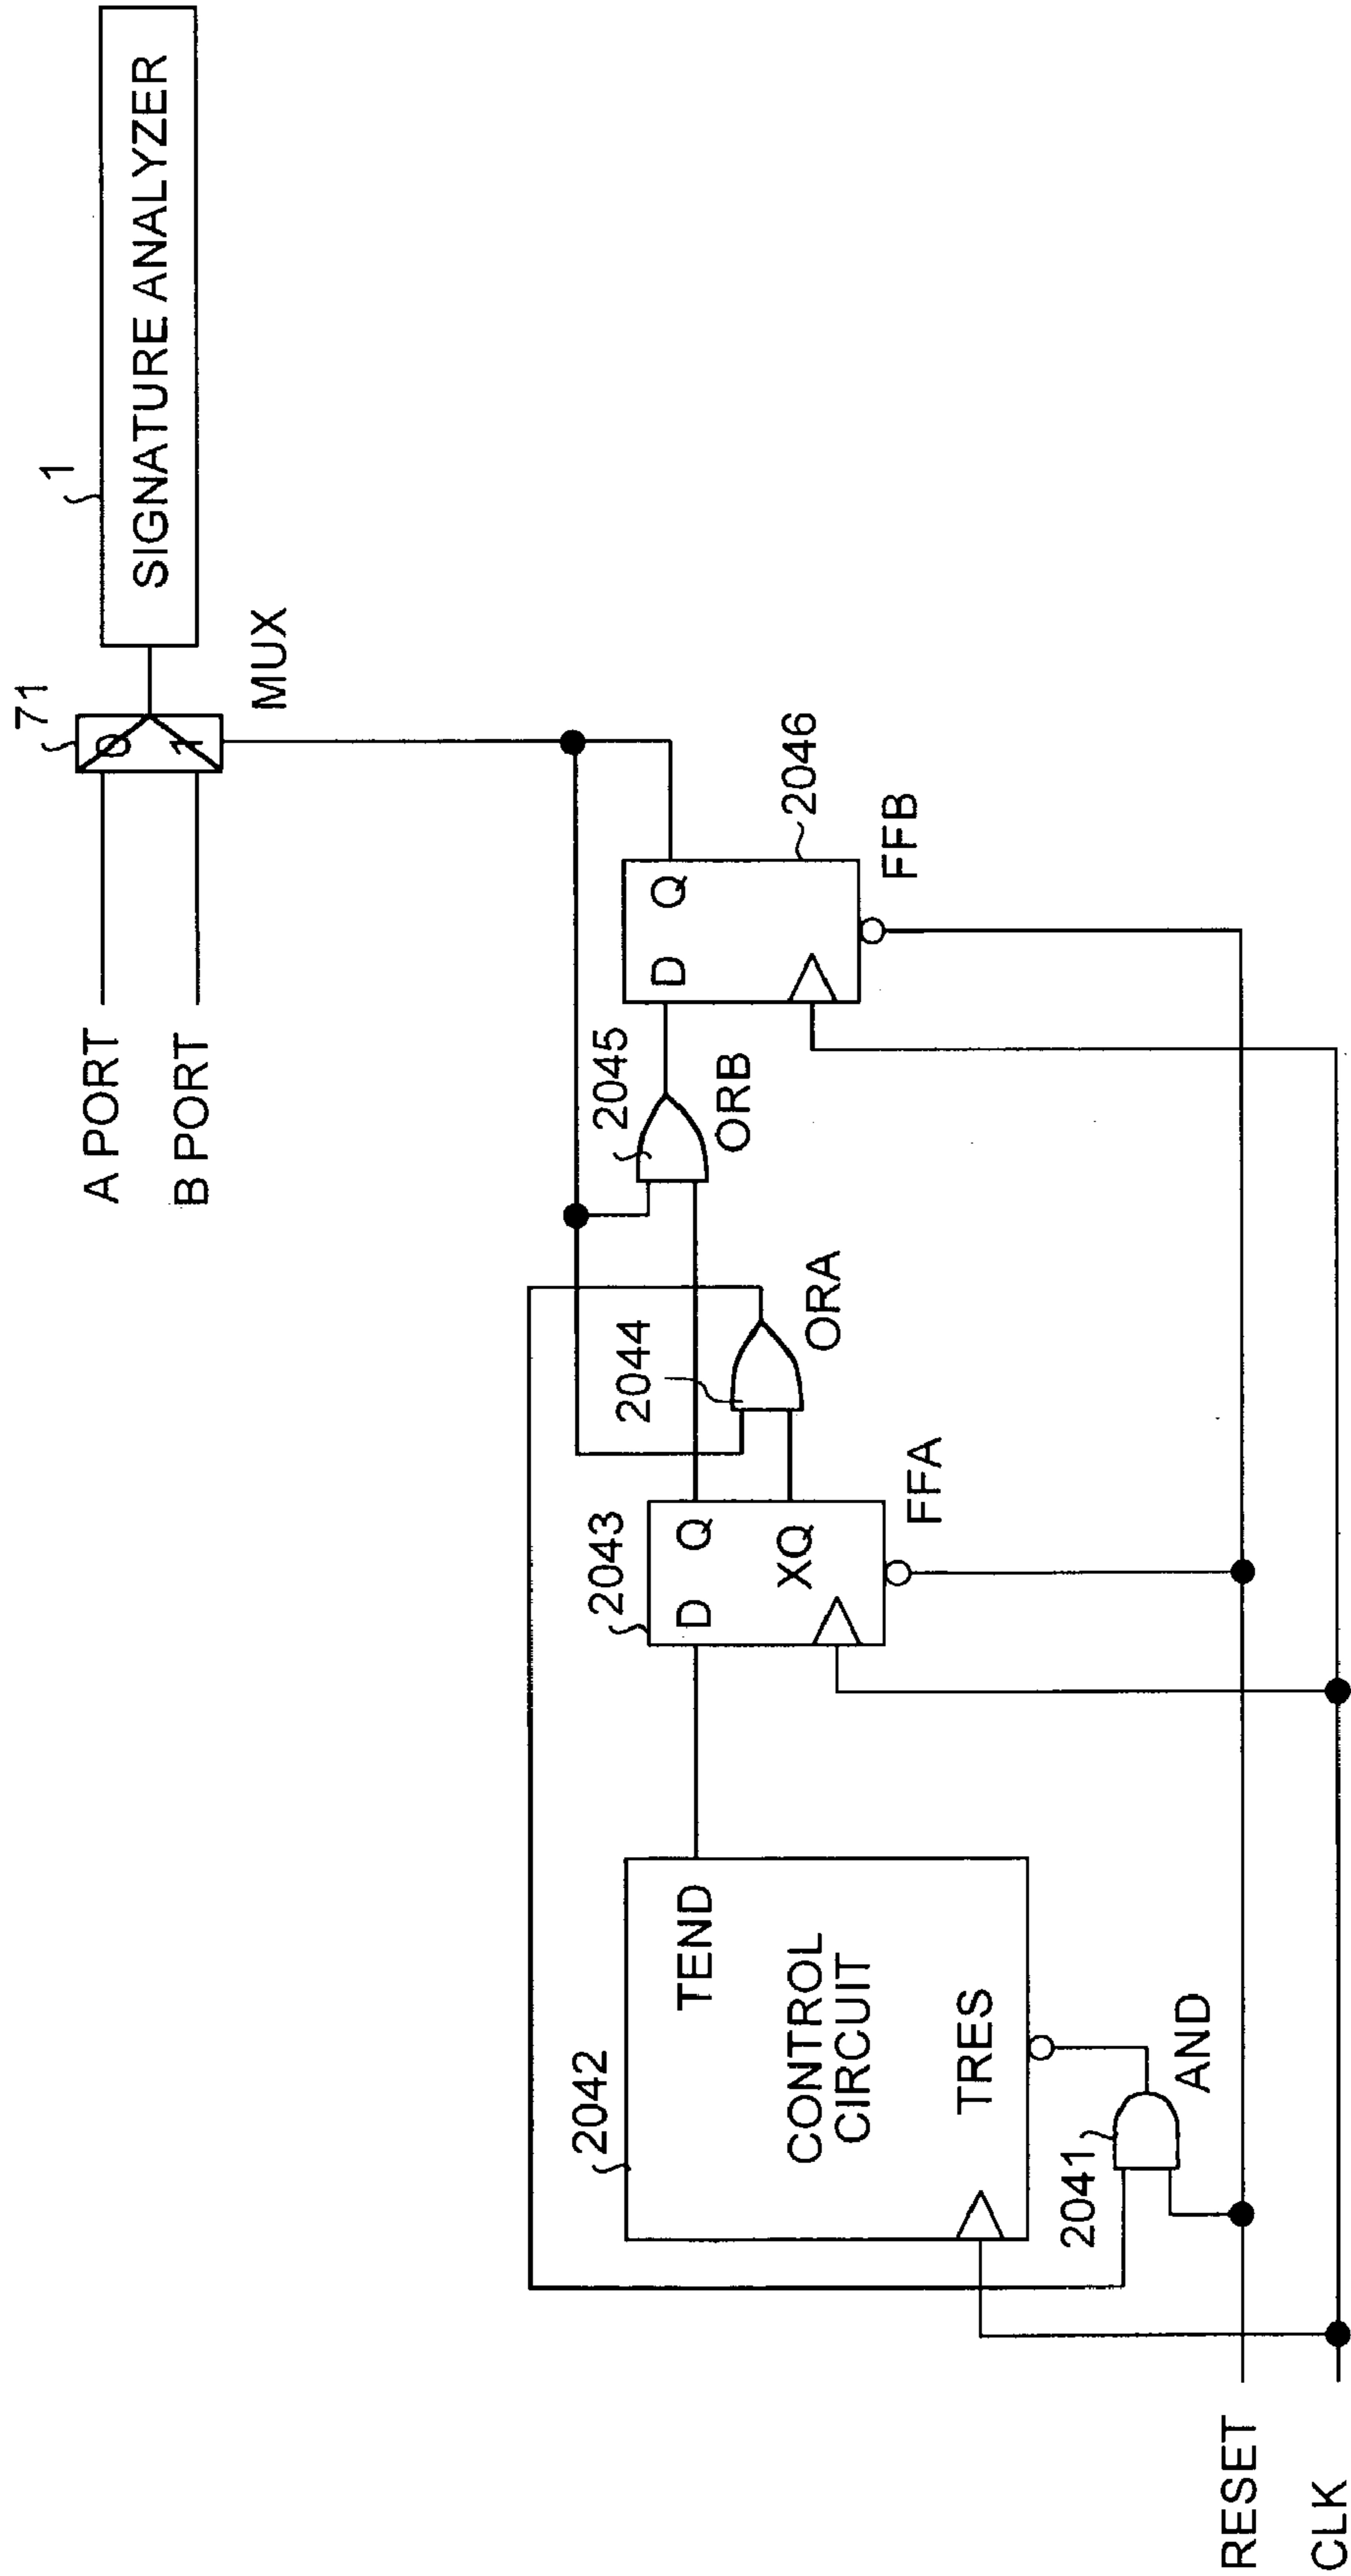 71
1
SIGNATURE ANALYZER
A PORT
B PORT
0
1
MUX
2046
D Q
FFB
2045
ORB
2044
ORA
2043
D Q
XQ
FFA
2042
TEND
CONTROL
CIRCUIT
TRES
2041
AND
RESET
CLK